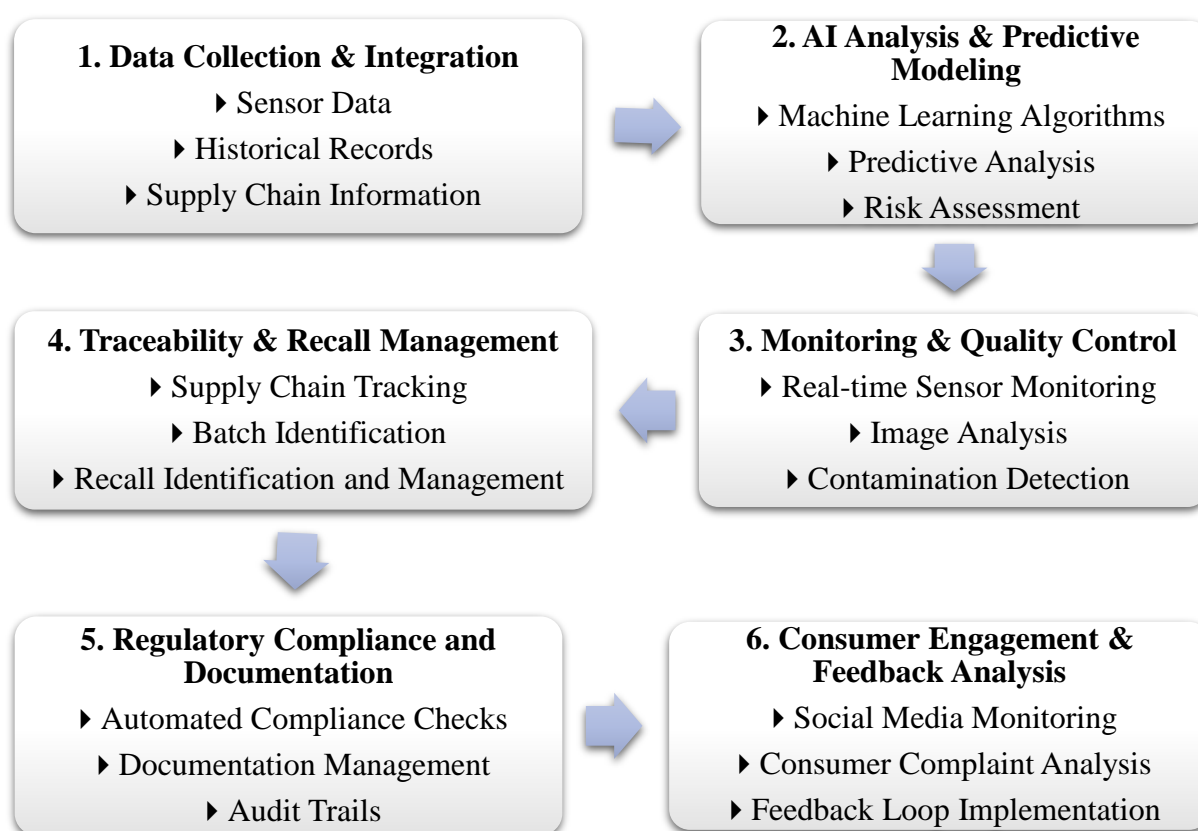 1. Data Collection & Integration
▸ Sensor Data
▸ Historical Records
▸ Supply Chain Information
2. AI Analysis & Predictive
Modeling
▸ Machine Learning Algorithms
▸ Predictive Analysis
▸ Risk Assessment
3. Monitoring & Quality Control
▸ Real-time Sensor Monitoring
▸ Image Analysis
▸ Contamination Detection
4. Traceability & Recall Management
▸ Supply Chain Tracking
▸ Batch Identification
▸ Recall Identification and Management
5. Regulatory Compliance and
Documentation
▸ Automated Compliance Checks
▸ Documentation Management
▸ Audit Trails
6. Consumer Engagement &
Feedback Analysis
▸ Social Media Monitoring
▸ Consumer Complaint Analysis
▸ Feedback Loop Implementation